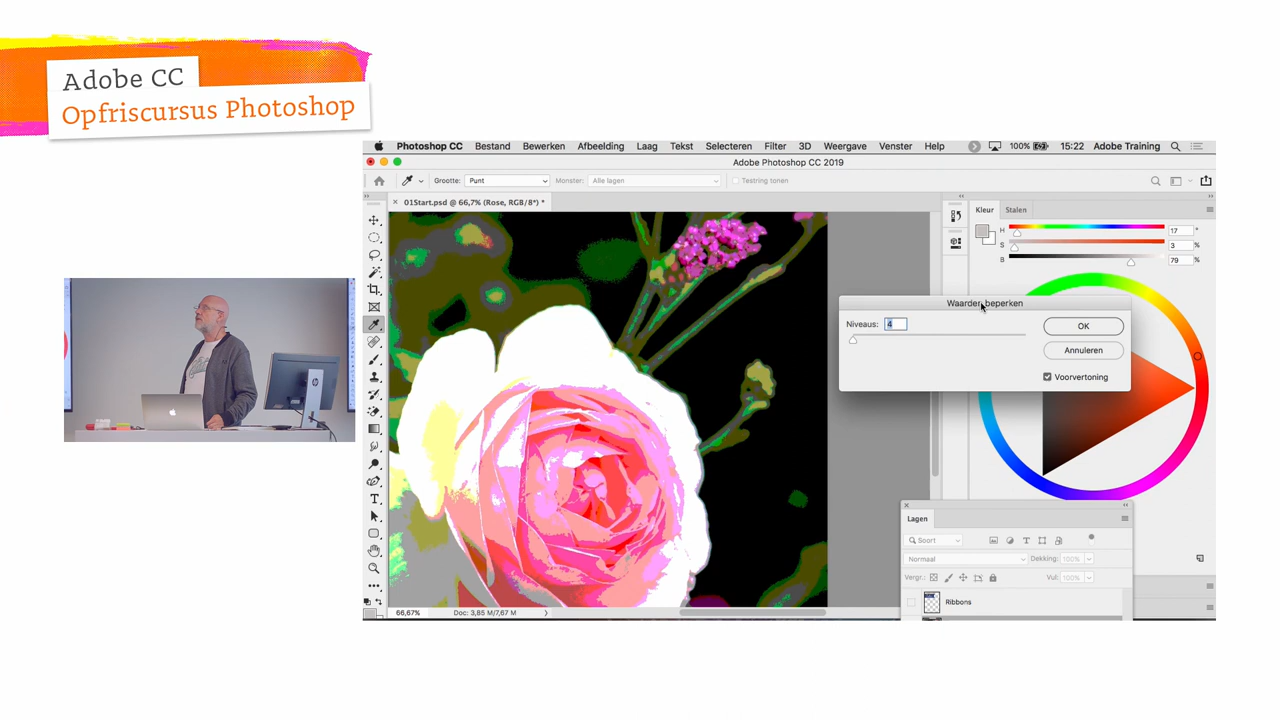 Adobe CC
Opfriscursus Photoshop
Photoshop CC Bestand Bewerken Afbeelding Laag Tekst Selecteren Filter 3D Weergave Venster Help 100% 15:22 Adobe Training
Adobe Photoshop CC 2019
Grootte: Punt Monster: Alle lagen Testring tonen
× 01Start.psd @ 66,7% (Rose, RGB/8*) *
Kleur Stalen
H 17 °
S 3 %
B 79 %
Waarden beperken
Niveaus: 4
OK
Annuleren
Voorvertoning
Lagen
Soort
Normaal Dekking: 100%
Vergr.: Vul: 100%
Ribbons
66,67% Doc: 3,85 M/7,67 M
hp